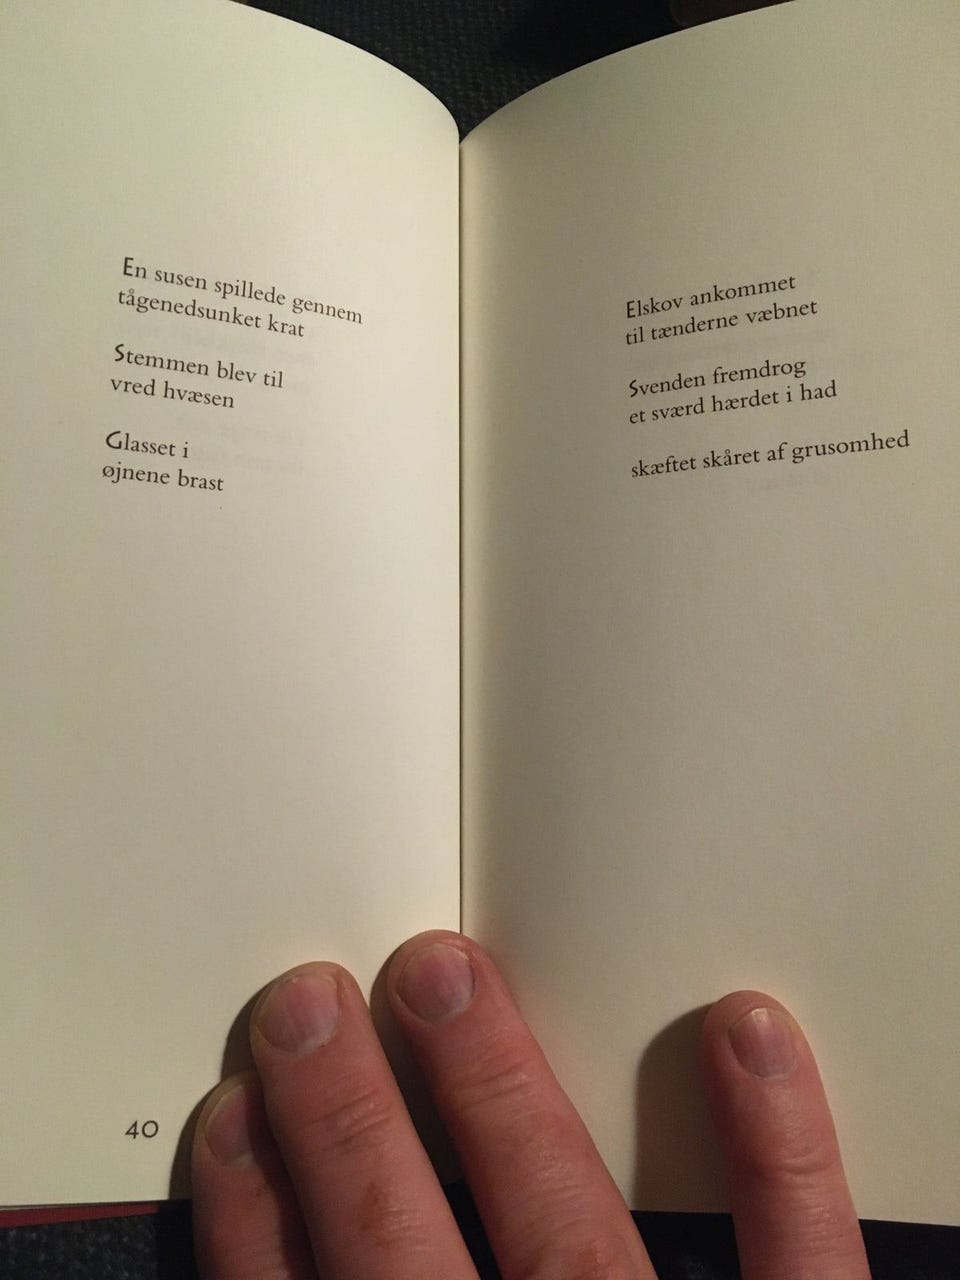 En susen spillede gennem
tågenedsunket krat
Stemmen blev til
vred hvæsen
Glasset i
øjnene brast
40
Elskov ankommet
til tænderne væbnet
Svenden fremdrog
et sværd hærdet i had
skæftet skåret af grusomhed